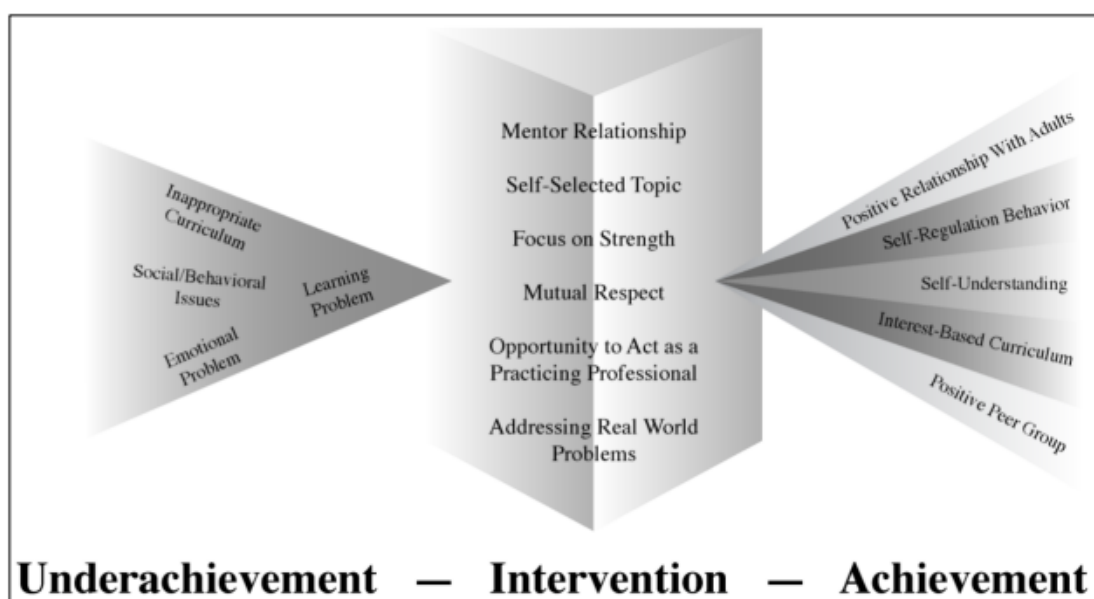 Inappropriate
Curriculum
Social/Behavioral
Issues
Emotional
Problem
Learning
Problem
Mentor Relationship
Self-Selected Topic
Focus on Strength
Mutual Respect
Opportunity to Act as a
Practicing Professional
Addressing Real World
Problems
Positive Relationship With Adults
Self-Regulation Behavior
Self-Understanding
Interest-Based Curriculum
Positive Peer Group
Underachievement — Intervention — Achievement